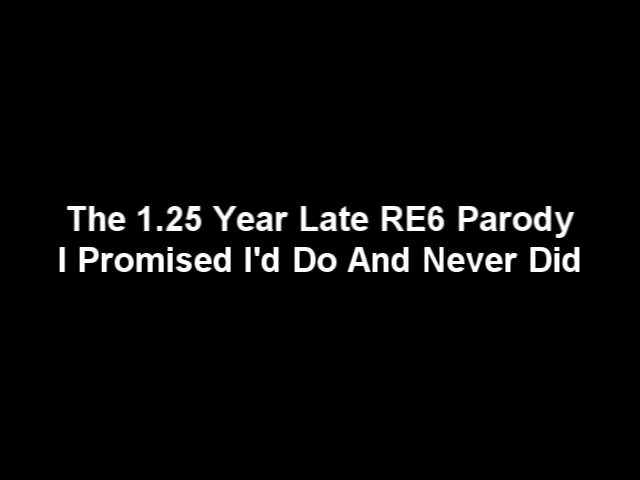 The 1.25 Year Late RE6 Parody
I Promised I'd Do And Never Did